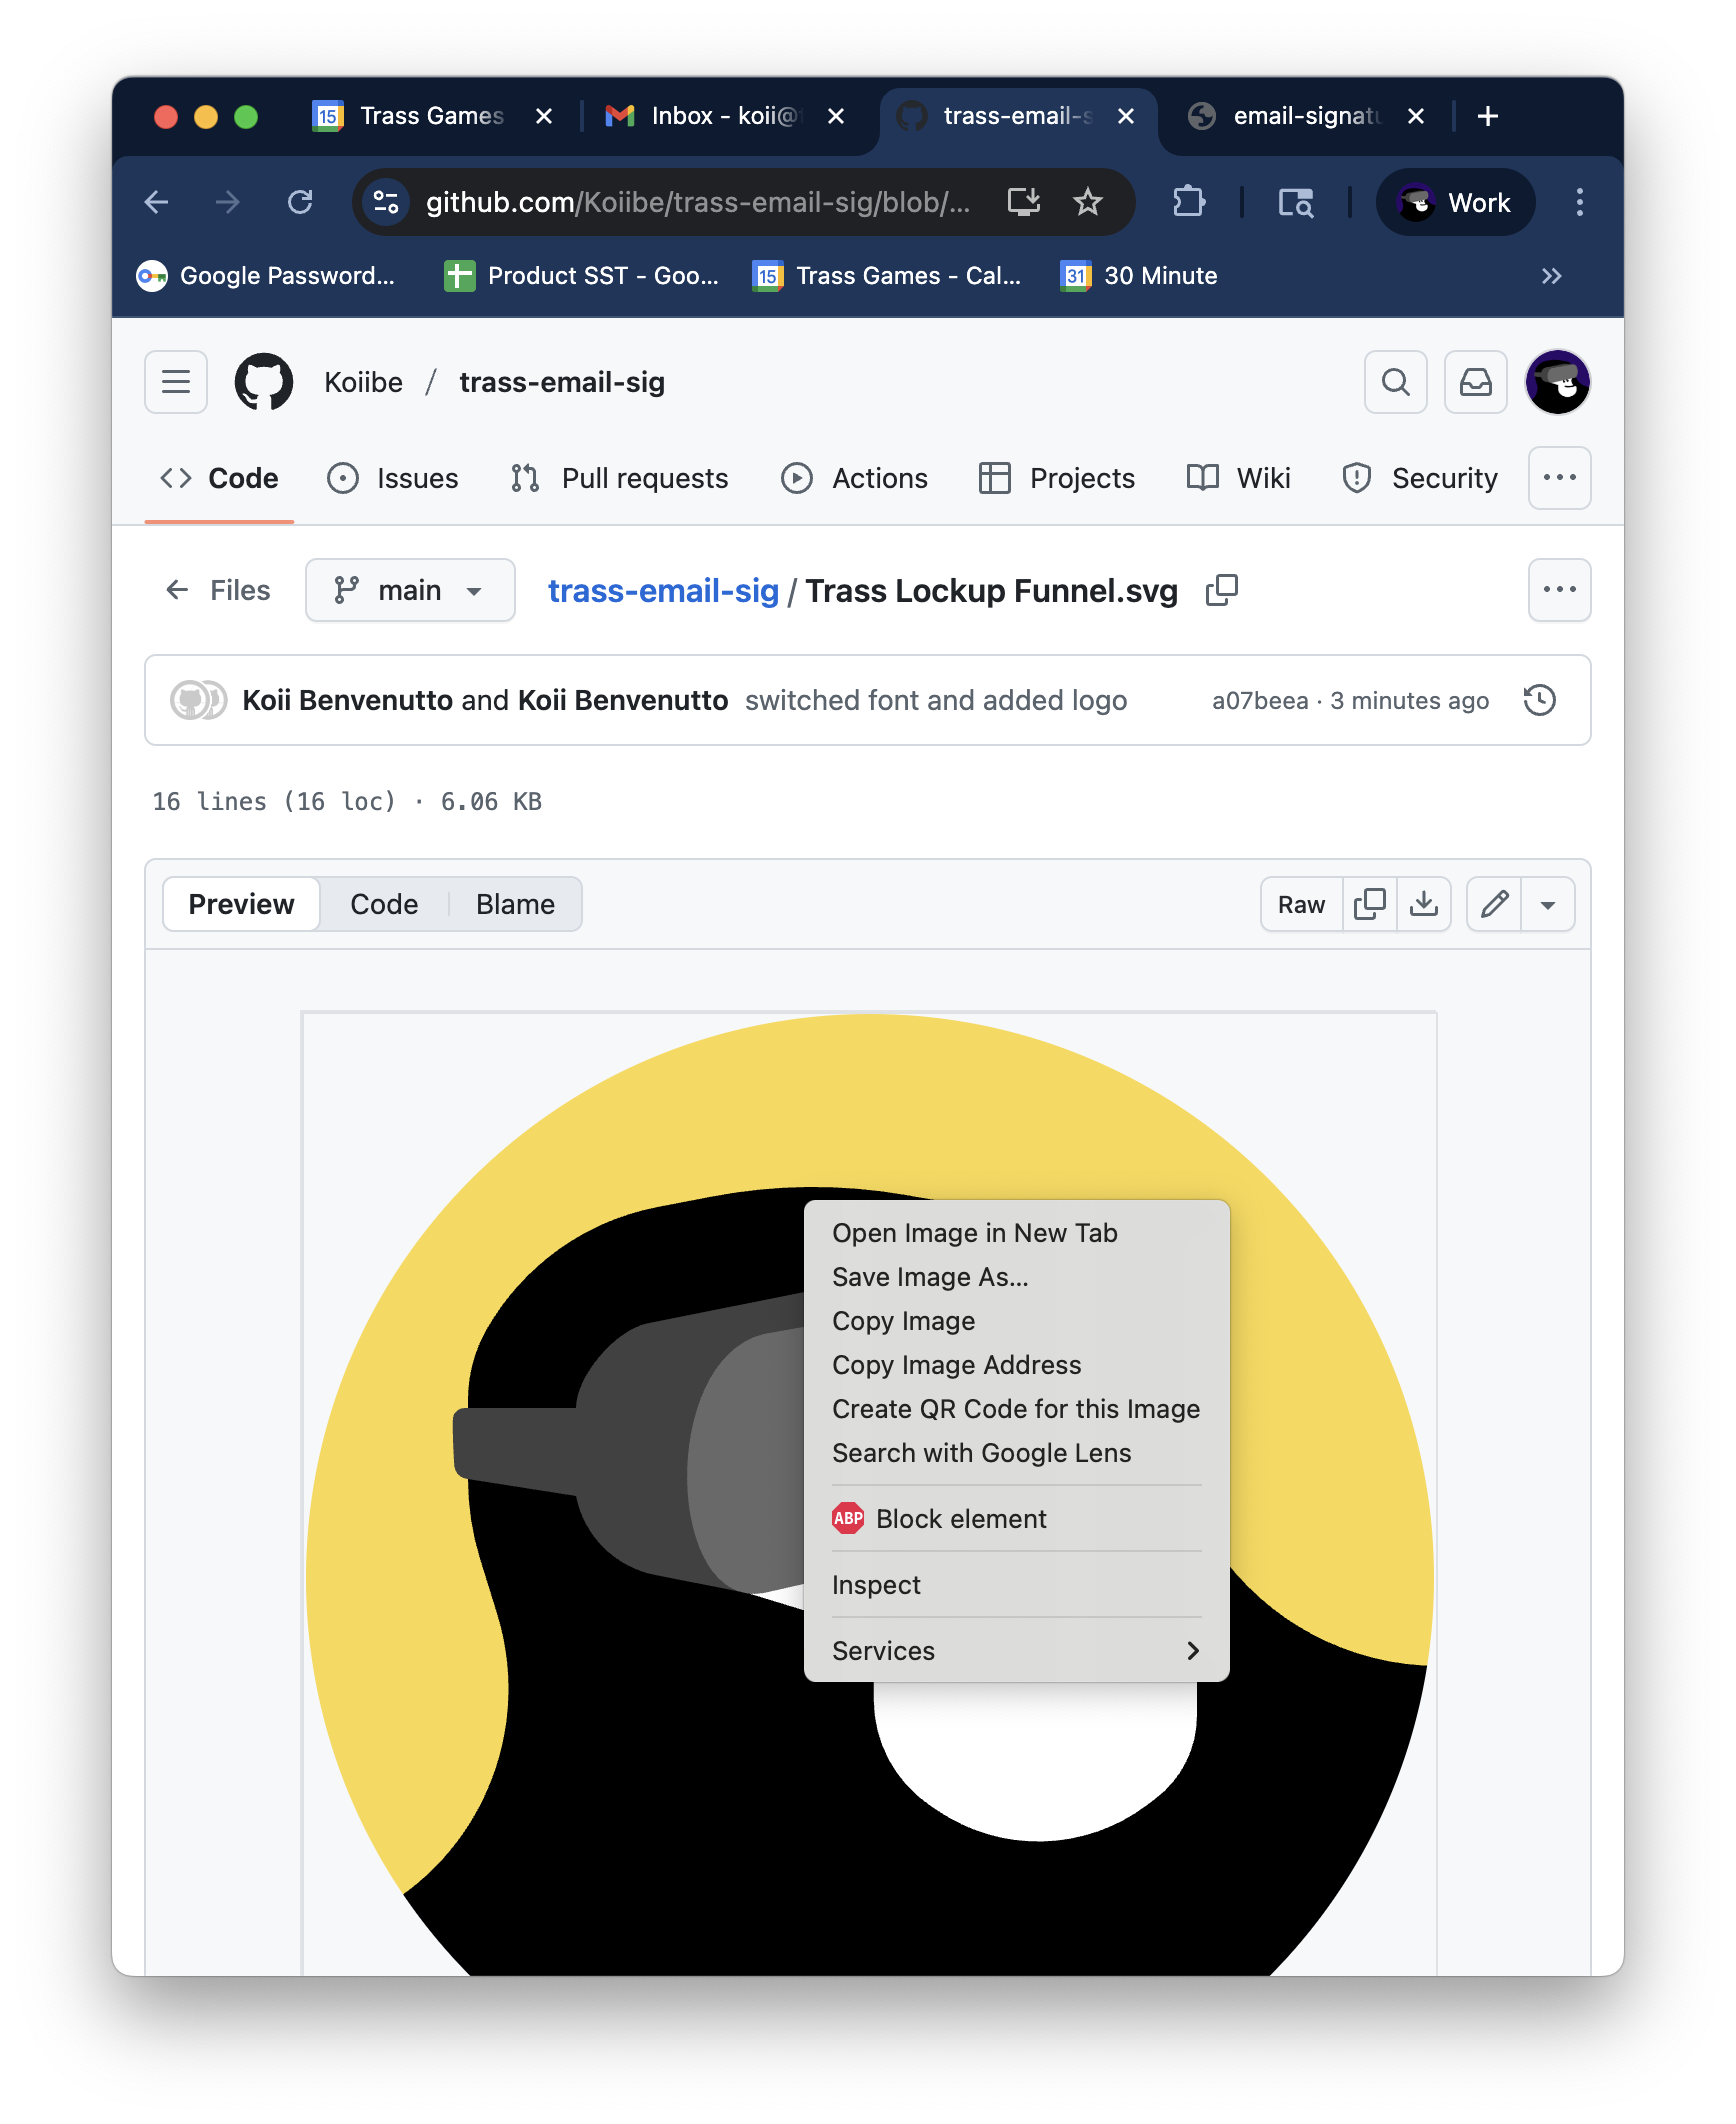 15 Trass Games
Inbox - koii@
trass-email-s
email-signatu
github.com/Koiibe/trass-email-sig/blob/...
Work
Google Password...
Product SST - Goo...
15 Trass Games - Cal...
31 30 Minute
Koiibe / trass-email-sig
Code
Issues
Pull requests
Actions
Projects
Wiki
Security
Files
main
trass-email-sig / Trass Lockup Funnel.svg
Koii Benvenutto and Koii Benvenutto switched font and added logo
a07beea · 3 minutes ago
16 lines (16 loc) · 6.06 KB
Preview
Code
Blame
Raw
Open Image in New Tab
Save Image As...
Copy Image
Copy Image Address
Create QR Code for this Image
Search with Google Lens
ABP Block element
Inspect
Services